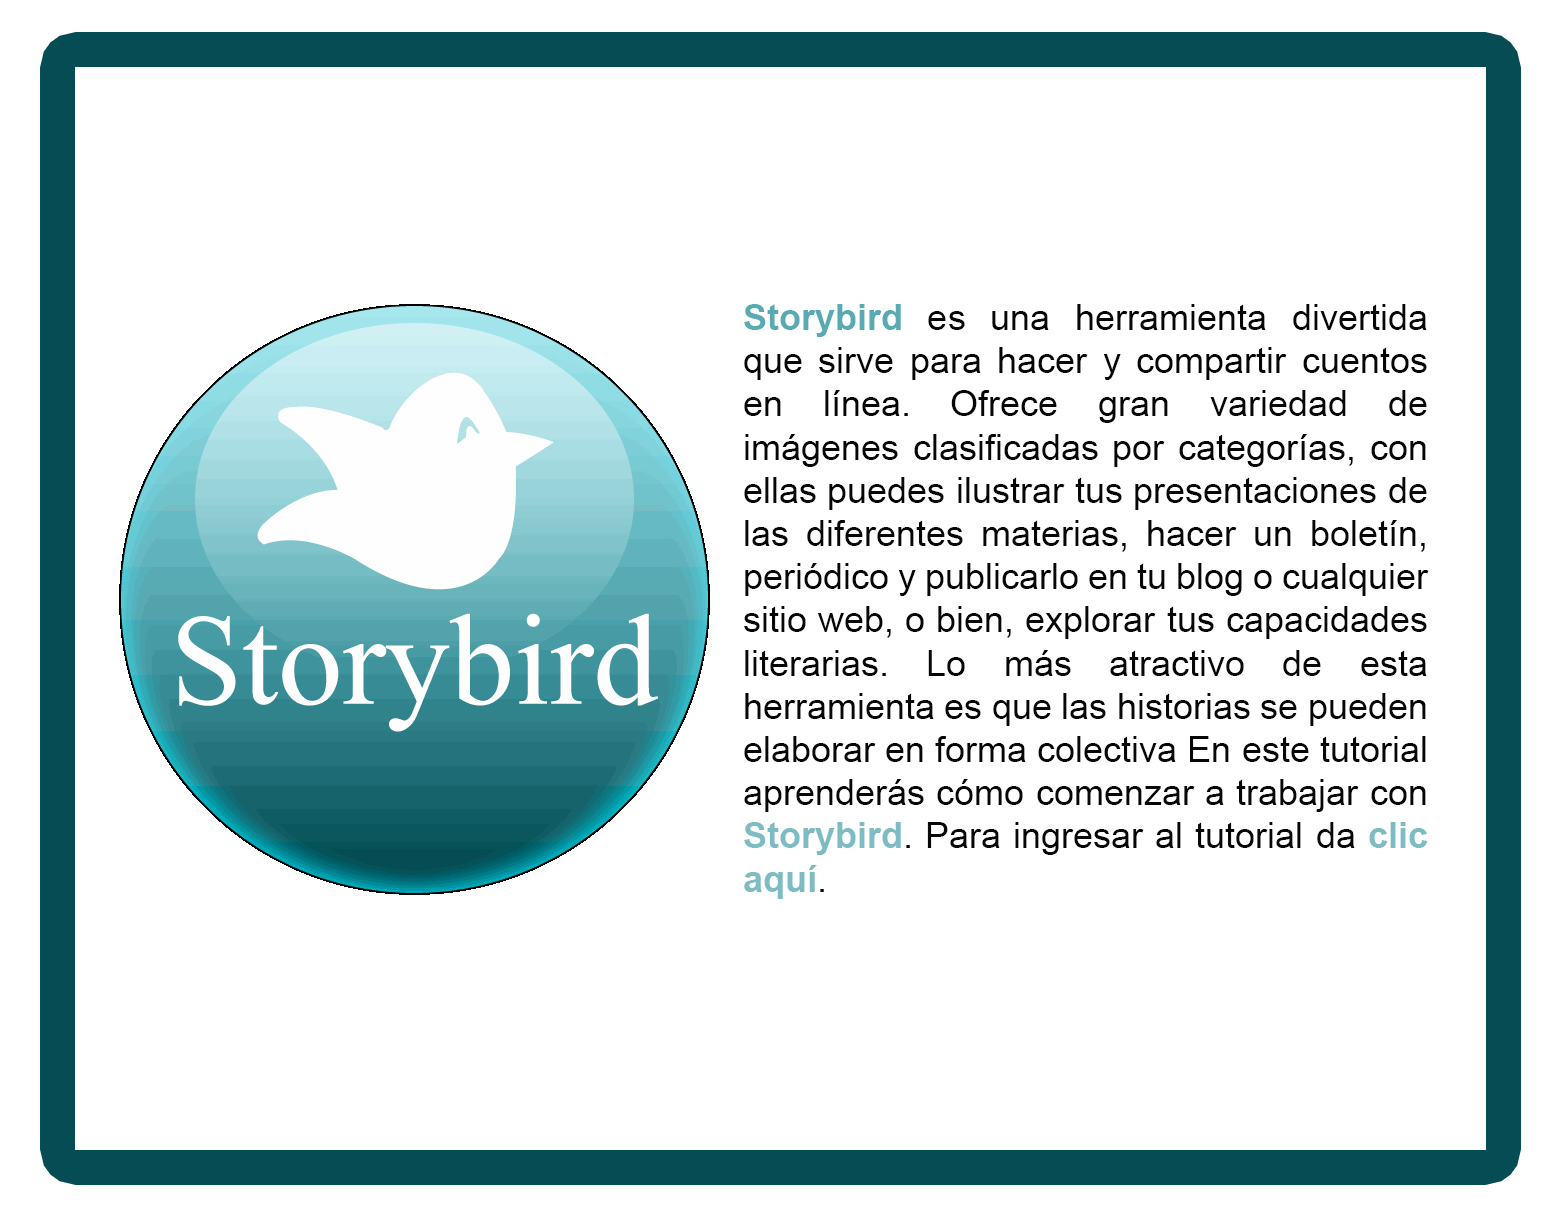 Storybird
Storybird es una herramienta divertida
que sirve para hacer y compartir cuentos
en línea. Ofrece gran variedad de
imágenes clasificadas por categorías, con
ellas puedes ilustrar tus presentaciones de
las diferentes materias, hacer un boletín,
periódico y publicarlo en tu blog o cualquier
sitio web, o bien, explorar tus capacidades
literarias. Lo más atractivo de esta
herramienta es que las historias se pueden
elaborar en forma colectiva En este tutorial
aprenderás cómo comenzar a trabajar con
Storybird. Para ingresar al tutorial da clic
aquí.